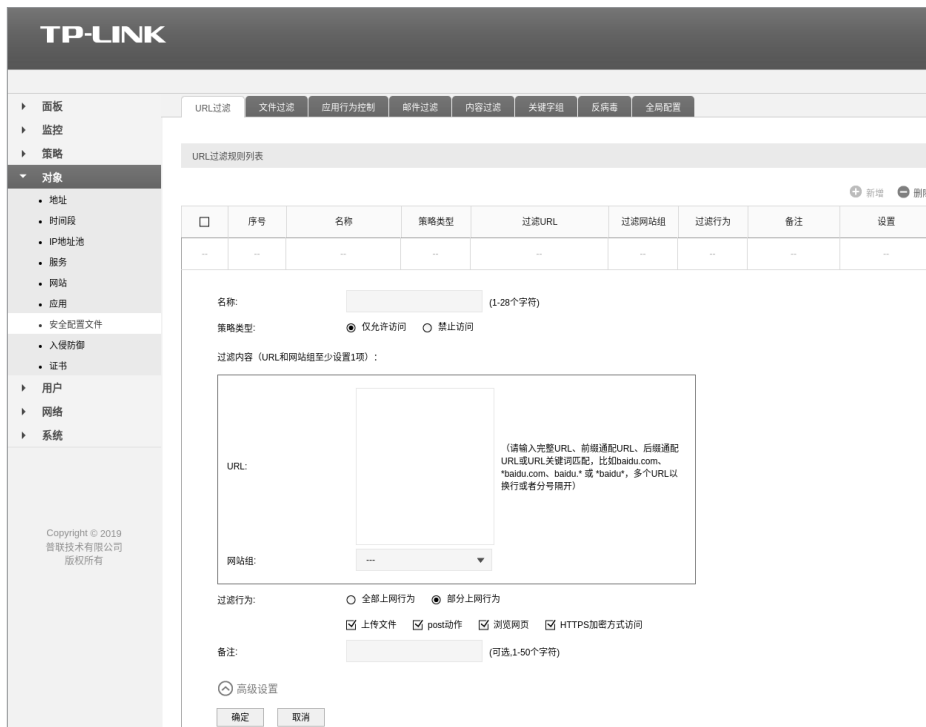 TP-LINK
面板
监控
策略
对象
地址
时间段
IP地址池
服务
网站
应用
安全配置文件
入侵防御
证书
用户
网络
系统
Copyright © 2019
普联技术有限公司
版权所有
URL过滤 文件过滤 应用行为控制 邮件过滤 内容过滤 关键字组 反病毒 全局配置
URL过滤规则列表
新增 删除
序号 名称 策略类型 过滤URL 过滤网站组 过滤行为 备注 设置
-- -- -- -- -- -- -- -- --
名称: (1-28个字符)
策略类型: 仅允许访问 禁止访问
过滤内容（URL和网站组至少设置1项）:
URL:
（请输入完整URL、前缀通配URL、后缀通配
URL或URL关键词匹配，比如baidu.com、
*baidu.com、baidu.* 或 *baidu*，多个URL以
换行或者分号隔开）
网站组: ---
过滤行为: 全部上网行为 部分上网行为
上传文件 post动作 浏览网页 HTTPS加密方式访问
备注: (可选,1-50个字符)
高级设置
确定 取消